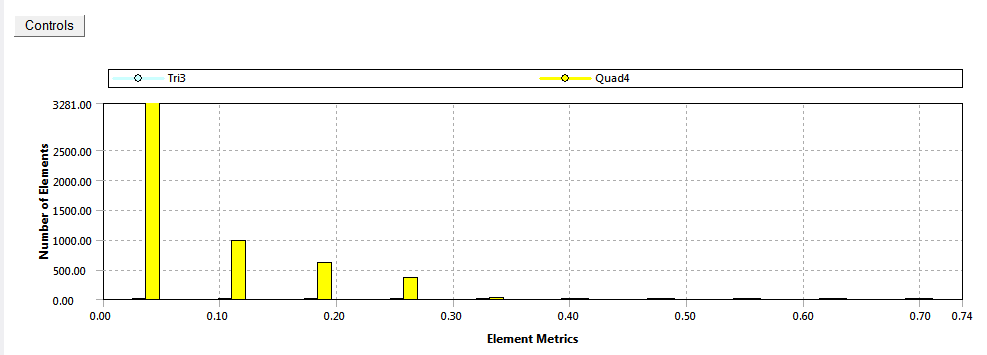 Controls
Tri3 Quad4
3281.00
2500.00
2000.00
1500.00
1000.00
500.00
0.00
Number of Elements
0.00 0.10 0.20 0.30 0.40 0.50 0.60 0.70 0.74
Element Metrics